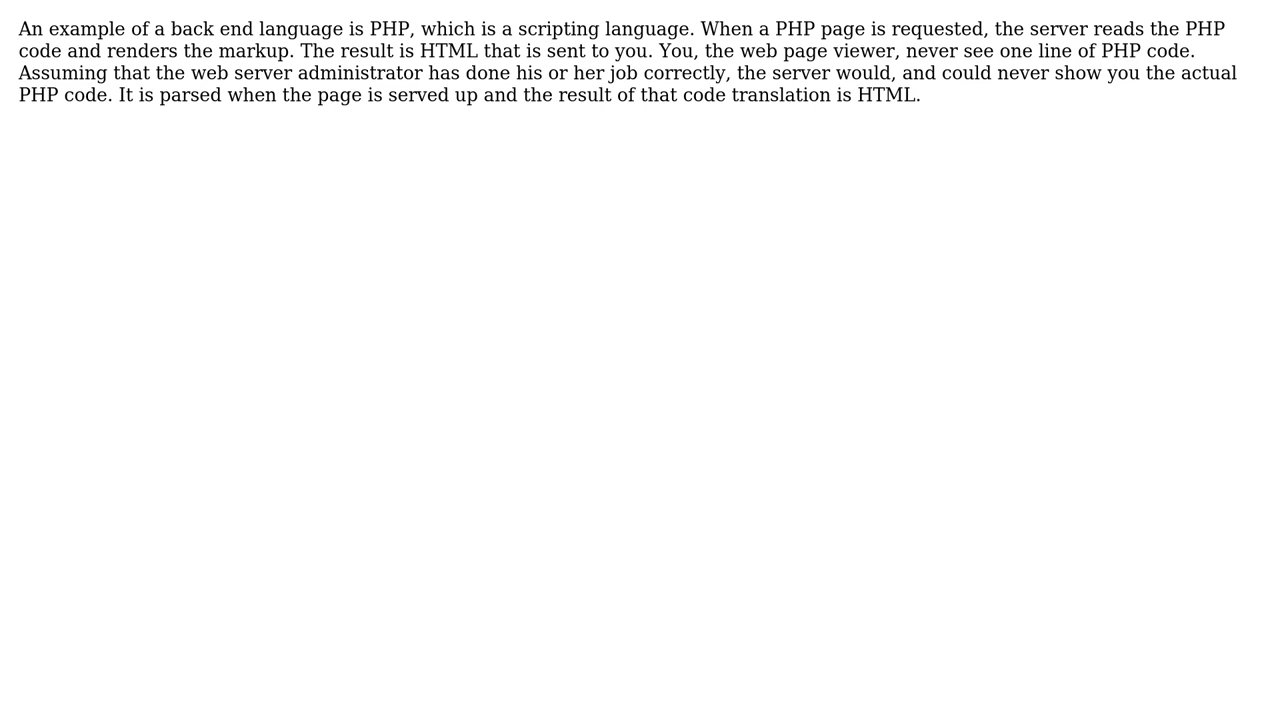 An example of a back end language is PHP, which is a scripting language. When a PHP page is requested, the server reads the PHP
code and renders the markup. The result is HTML that is sent to you. You, the web page viewer, never see one line of PHP code.
Assuming that the web server administrator has done his or her job correctly, the server would, and could never show you the actual
PHP code. It is parsed when the page is served up and the result of that code translation is HTML.